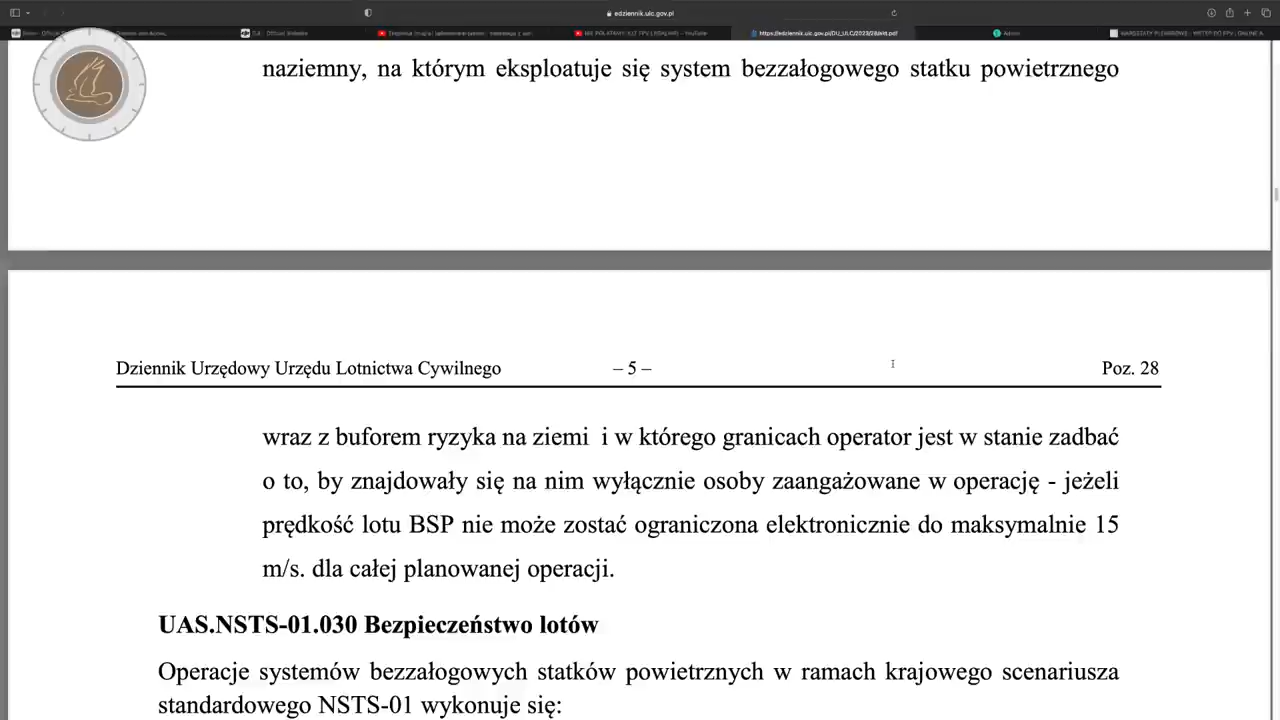 edziennik.ulc.gov.pl
naziemny, na którym eksploatuje się system bezzałogowego statku powietrznego
Dziennik Urzędowy Urzędu Lotnictwa Cywilnego – 5 – Poz. 28
wraz z buforem ryzyka na ziemi i w którego granicach operator jest w stanie zadbać
o to, by znajdowały się na nim wyłącznie osoby zaangażowane w operację - jeżeli
prędkość lotu BSP nie może zostać ograniczona elektronicznie do maksymalnie 15
m/s. dla całej planowanej operacji.
UAS.NSTS-01.030 Bezpieczeństwo lotów
Operacje systemów bezzałogowych statków powietrznych w ramach krajowego scenariusza
standardowego NSTS-01 wykonuje się: